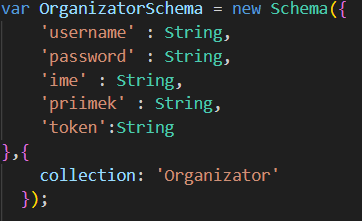 var OrganizatorSchema = new Schema({
'username' : String,
'password' : String,
'ime' : String,
'priimek' : String,
'token':String
},{
collection: 'Organizator'
});